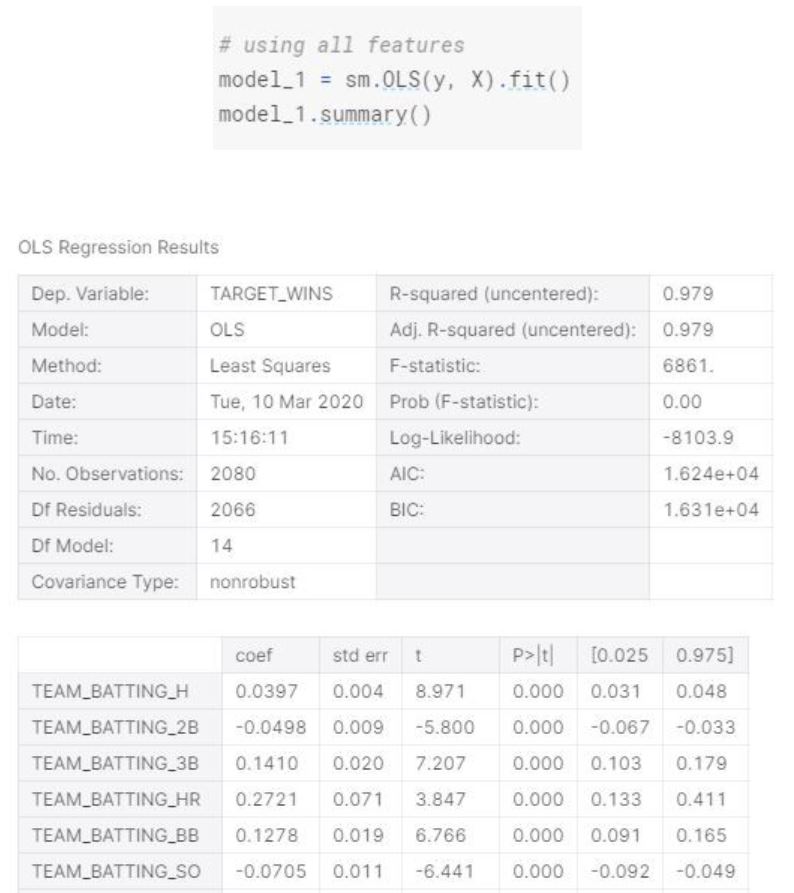 # using all features
model_1 = sm.OLS(y, X).fit()
model_1.summary()
OLS Regression Results
Dep. Variable: TARGET_WINS R-squared (uncentered): 0.979
Model: OLS Adj. R-squared (uncentered): 0.979
Method: Least Squares F-statistic: 6861.
Date: Tue, 10 Mar 2020 Prob (F-statistic): 0.00
Time: 15:16:11 Log-Likelihood: -8103.9
No. Observations: 2080 AIC: 1.624e+04
Df Residuals: 2066 BIC: 1.631e+04
Df Model: 14
Covariance Type: nonrobust
coef std err t P>|t| [0.025 0.975]
TEAM_BATTING_H 0.0397 0.004 8.971 0.000 0.031 0.048
TEAM_BATTING_2B -0.0498 0.009 -5.800 0.000 -0.067 -0.033
TEAM_BATTING_3B 0.1410 0.020 7.207 0.000 0.103 0.179
TEAM_BATTING_HR 0.2721 0.071 3.847 0.000 0.133 0.411
TEAM_BATTING_BB 0.1278 0.019 6.766 0.000 0.091 0.165
TEAM_BATTING_SO -0.0705 0.011 -6.441 0.000 -0.092 -0.049